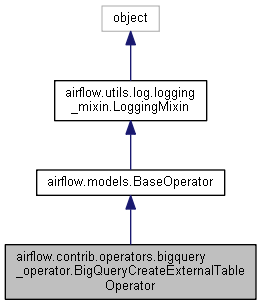 object
airflow.utils.log.logging
_mixin.LoggingMixin
airflow.models.BaseOperator
airflow.contrib.operators.bigquery
_operator.BigQueryCreateExternalTable
Operator